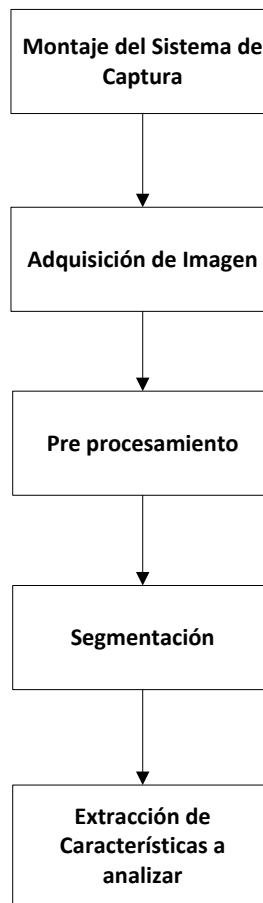 Montaje del Sistema de
Captura
Adquisición de Imagen
Pre procesamiento
Segmentación
Extracción de
Características a
analizar